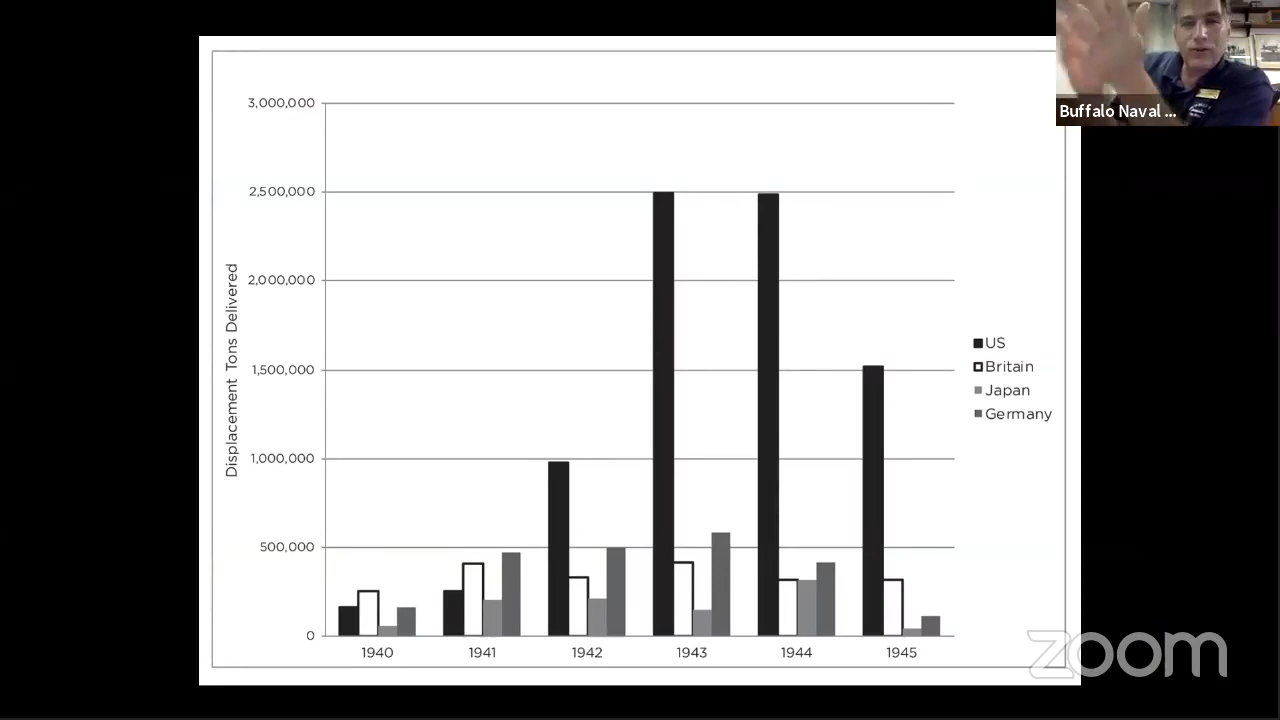 Buffalo Naval ...
3,000,000
2,500,000
2,000,000
1,500,000
1,000,000
500,000
0
Displacement Tons Delivered
1940 1941 1942 1943 1944 1945
US
Britain
Japan
Germany
zoom